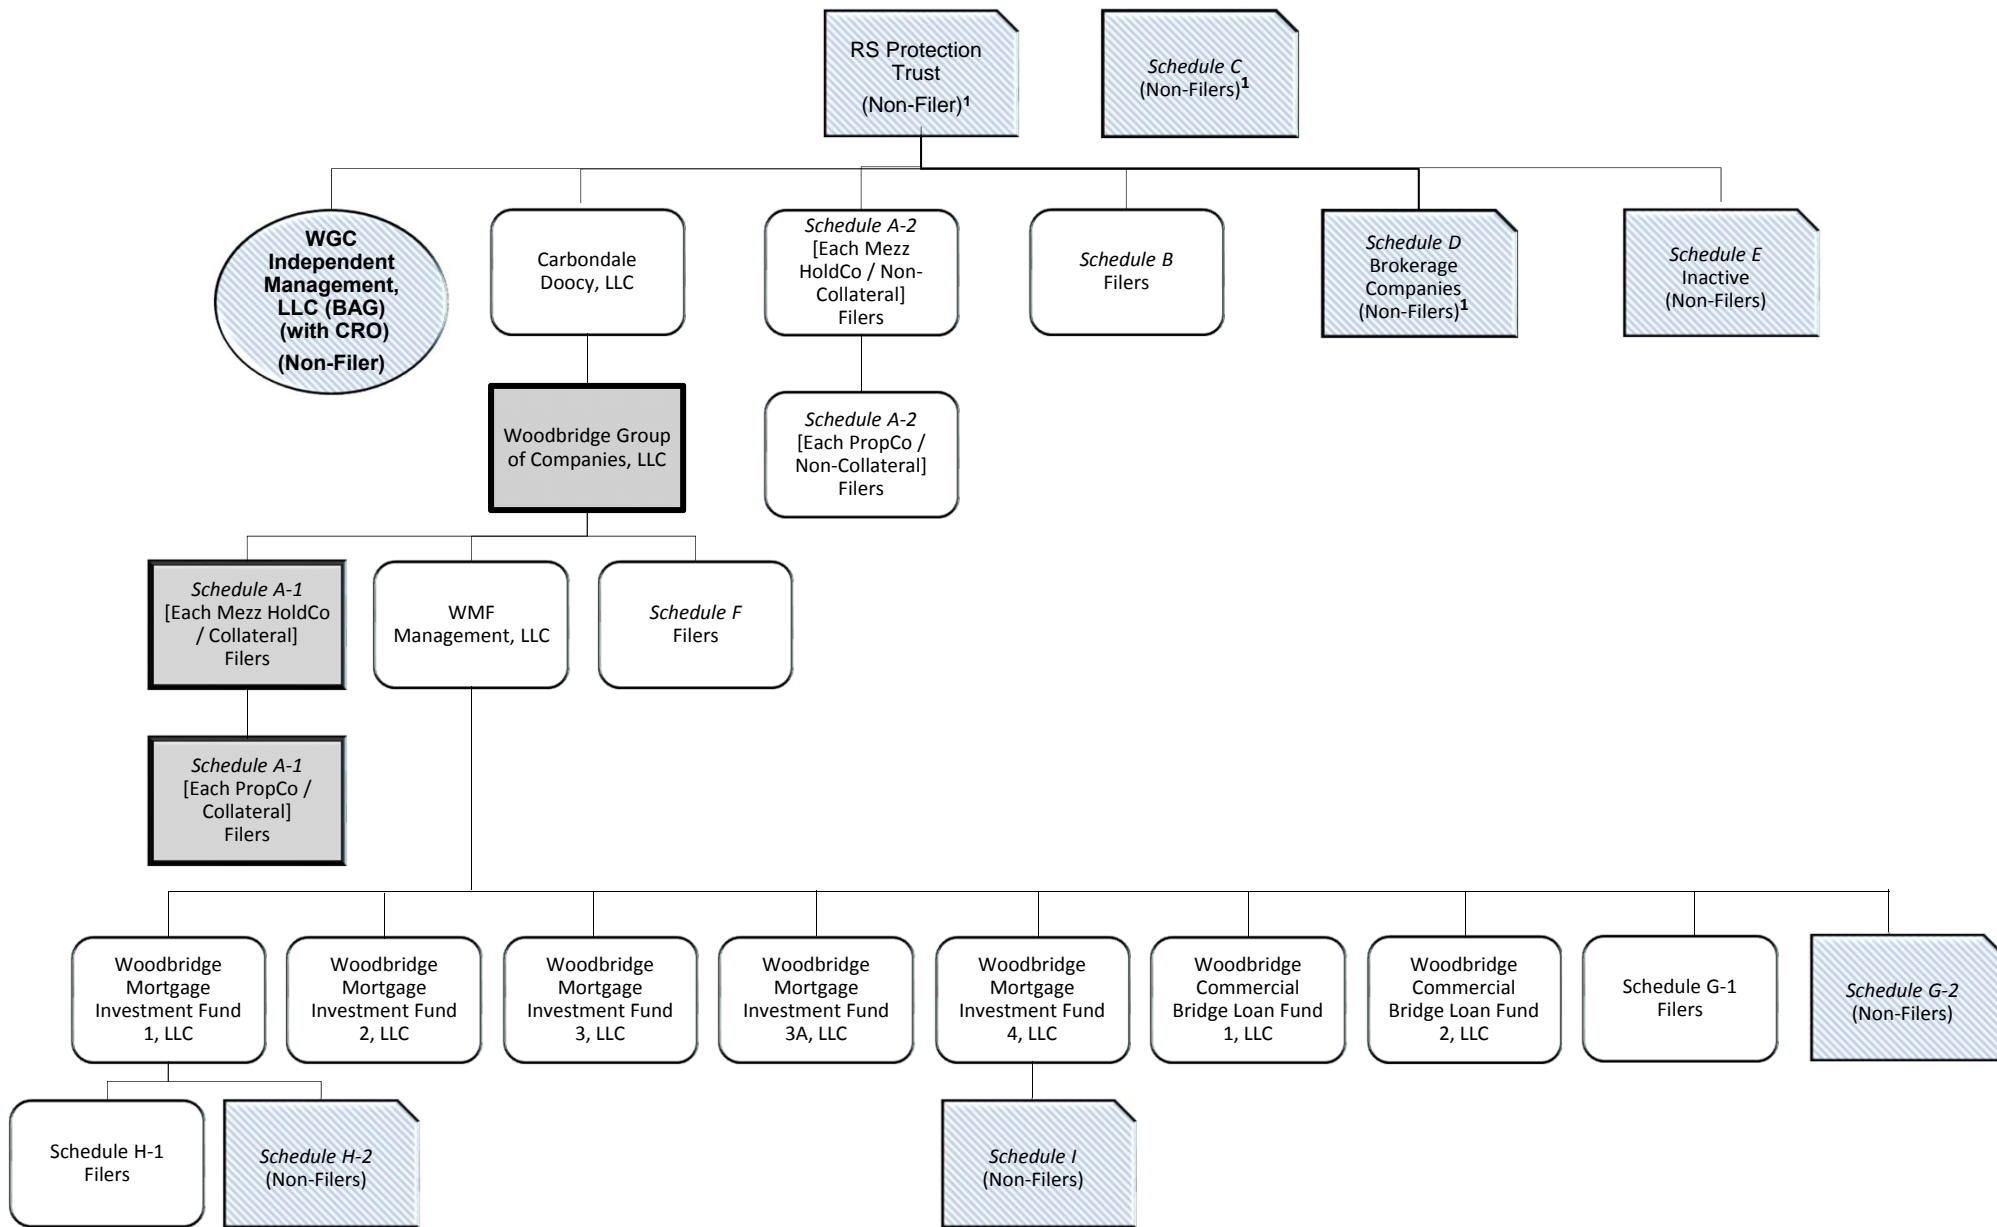 RS Protection
Trust
(Non-Filer)1
Schedule C
(Non-Filers)1
WGC
Independent
Management,
LLC (BAG)
(with CRO)
(Non-Filer)
Carbondale
Doocy, LLC
Schedule A-2
[Each Mezz
HoldCo / Non-
Collateral]
Filers
Schedule B
Filers
Schedule D
Brokerage
Companies
(Non-Filers)1
Schedule E
Inactive
(Non-Filers)
Woodbridge Group
of Companies, LLC
Schedule A-2
[Each PropCo /
Non-Collateral]
Filers
Schedule A-1
[Each Mezz HoldCo
/ Collateral]
Filers
WMF
Management, LLC
Schedule F
Filers
Schedule A-1
[Each PropCo /
Collateral]
Filers
Woodbridge
Mortgage
Investment Fund
1, LLC
Woodbridge
Mortgage
Investment Fund
2, LLC
Woodbridge
Mortgage
Investment Fund
3, LLC
Woodbridge
Mortgage
Investment Fund
3A, LLC
Woodbridge
Mortgage
Investment Fund
4, LLC
Woodbridge
Commercial
Bridge Loan Fund
1, LLC
Woodbridge
Commercial
Bridge Loan Fund
2, LLC
Schedule G-1
Filers
Schedule G-2
(Non-Filers)
Schedule H-1
Filers
Schedule H-2
(Non-Filers)
Schedule I
(Non-Filers)